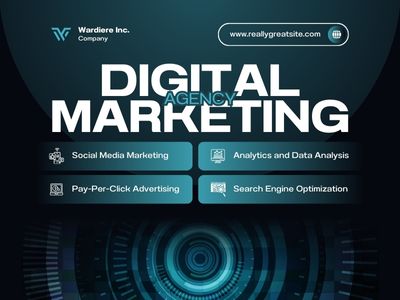 Wardiere Inc.
Company
www.reallygreatsite.com
DIGITAL
AGENCY
MARKETING
Social Media Marketing
Analytics and Data Analysis
Pay-Per-Click Advertising
Search Engine Optimization